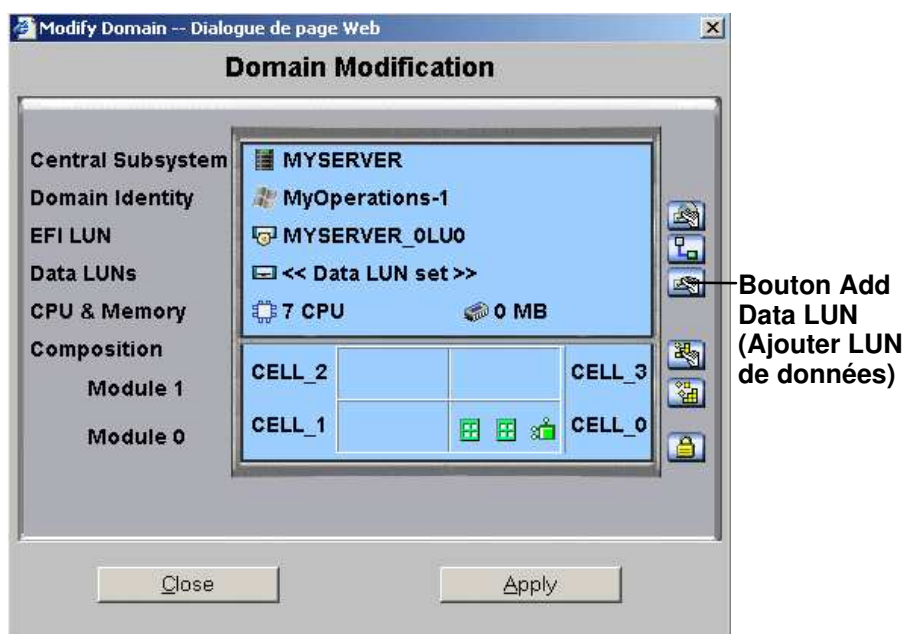 Modify Domain -- Dialogue de page Web
Domain Modification
Central Subsystem MYSERVER
Domain Identity MyOperations-1
EFI LUN MYSERVER_0LU0
Data LUNs << Data LUN set >>
CPU & Memory 7 CPU 0 MB
Composition
Module 1 CELL_2 CELL_3
Module 0 CELL_1 CELL_0
Bouton Add
Data LUN
(Ajouter LUN
de données)
Close Apply